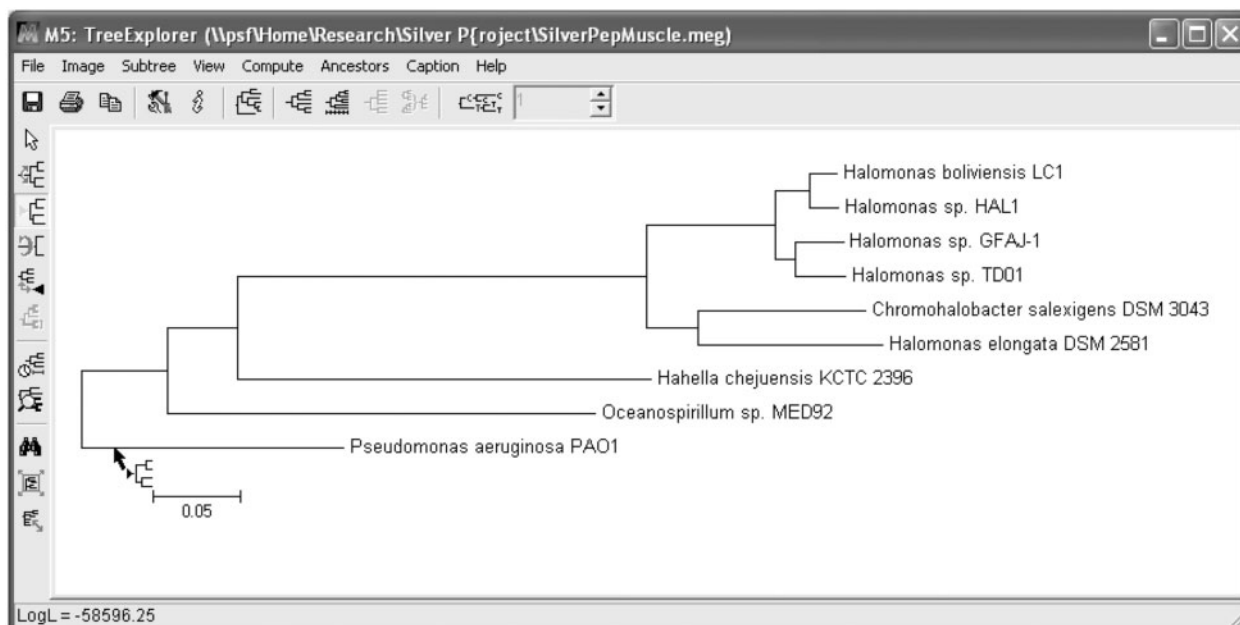 M5: TreeExplorer (\\psf\Home\Research\Silver P{roject\SilverPepMuscle.meg)
File Image Subtree View Compute Ancestors Caption Help
1
Halomonas boliviensis LC1
Halomonas sp. HAL1
Halomonas sp. GFAJ-1
Halomonas sp. TD01
Chromohalobacter salexigens DSM 3043
Halomonas elongata DSM 2581
Hahella chejuensis KCTC 2396
Oceanospirillum sp. MED92
Pseudomonas aeruginosa PAO1
0.05
LogL = -58596.25